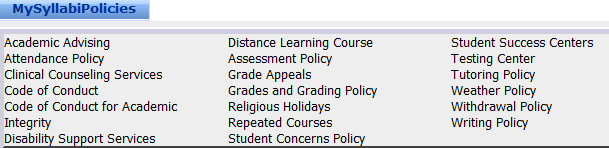 MySyllabiPolicies
Academic Advising
Attendance Policy
Clinical Counseling Services
Code of Conduct
Code of Conduct for Academic
Integrity
Disability Support Services
Distance Learning Course
Assessment Policy
Grade Appeals
Grades and Grading Policy
Religious Holidays
Repeated Courses
Student Concerns Policy
Student Success Centers
Testing Center
Tutoring Policy
Weather Policy
Withdrawal Policy
Writing Policy